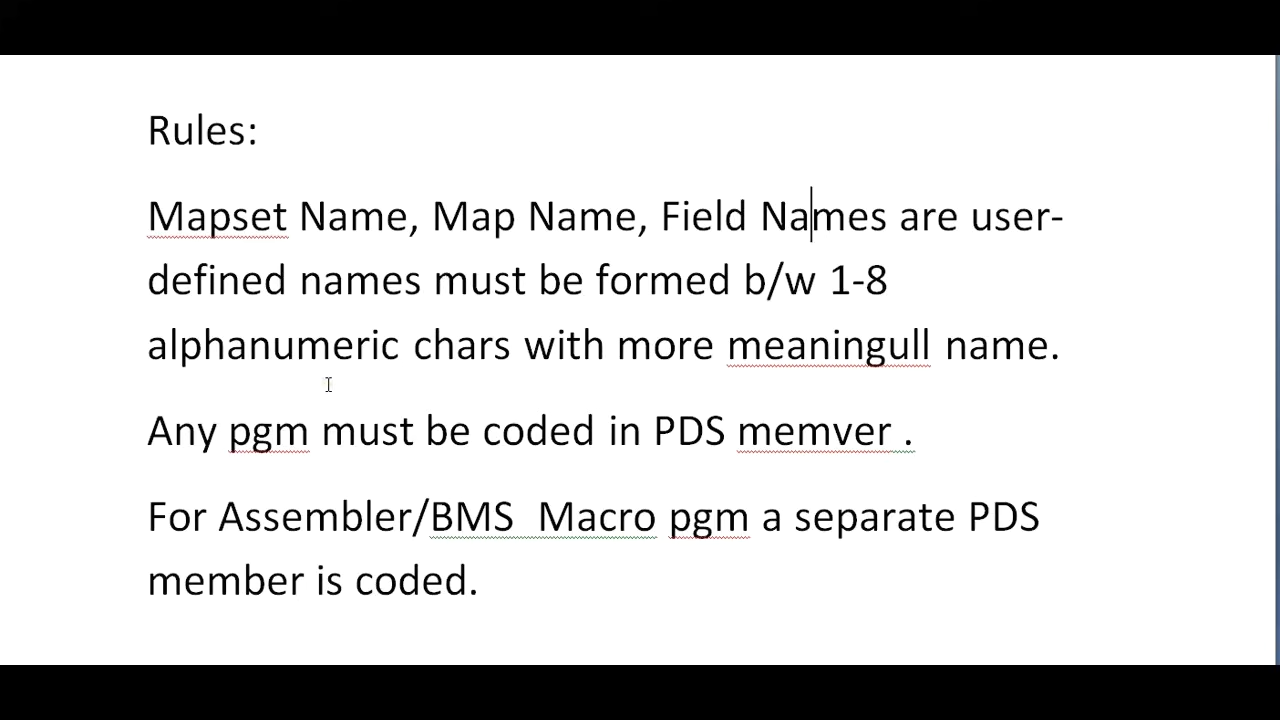 Rules:
Mapset Name, Map Name, Field Names are user-
defined names must be formed b/w 1-8
alphanumeric chars with more meaningull name.
Any pgm must be coded in PDS memver .
For Assembler/BMS  Macro pgm a separate PDS
member is coded.